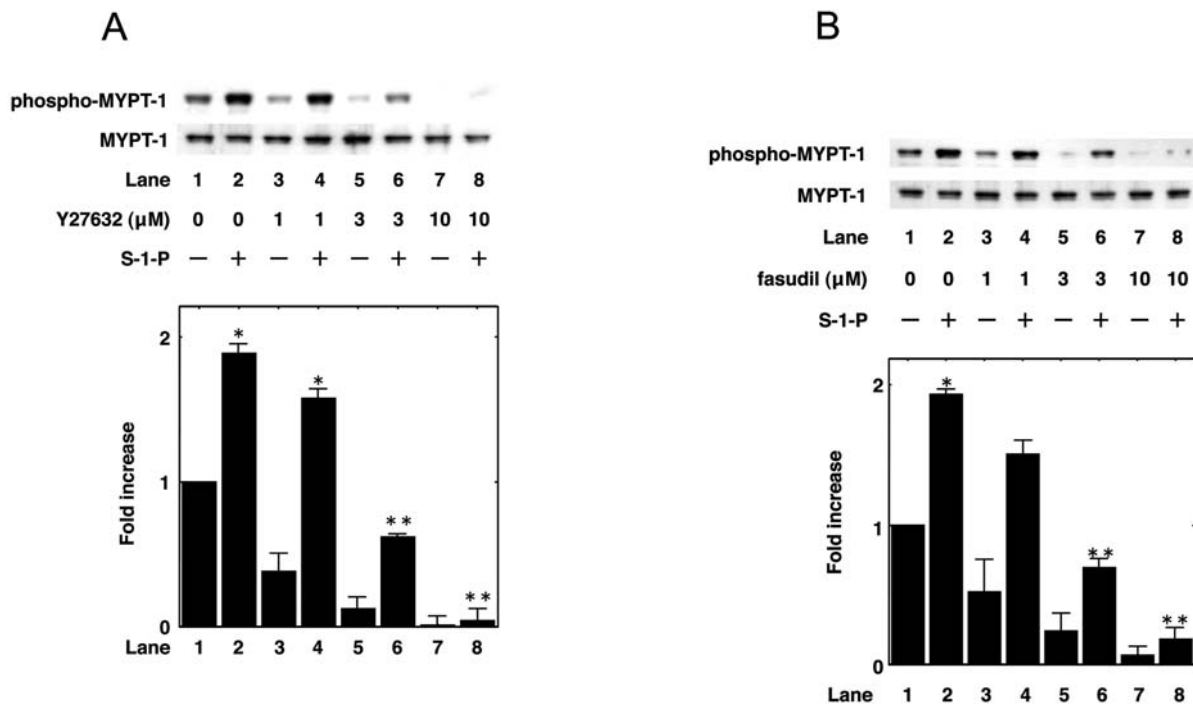 A
phospho-MYPT-1
MYPT-1
Lane 1 2 3 4 5 6 7 8
Y27632 (μM) 0 0 1 1 3 3 10 10
S-1-P − + − + − + − +
2
1
0
Fold increase
* * ** **
Lane 1 2 3 4 5 6 7 8
B
phospho-MYPT-1
MYPT-1
Lane 1 2 3 4 5 6 7 8
fasudil (μM) 0 0 1 1 3 3 10 10
S-1-P − + − + − + − +
2
1
0
Fold increase
* ** **
Lane 1 2 3 4 5 6 7 8